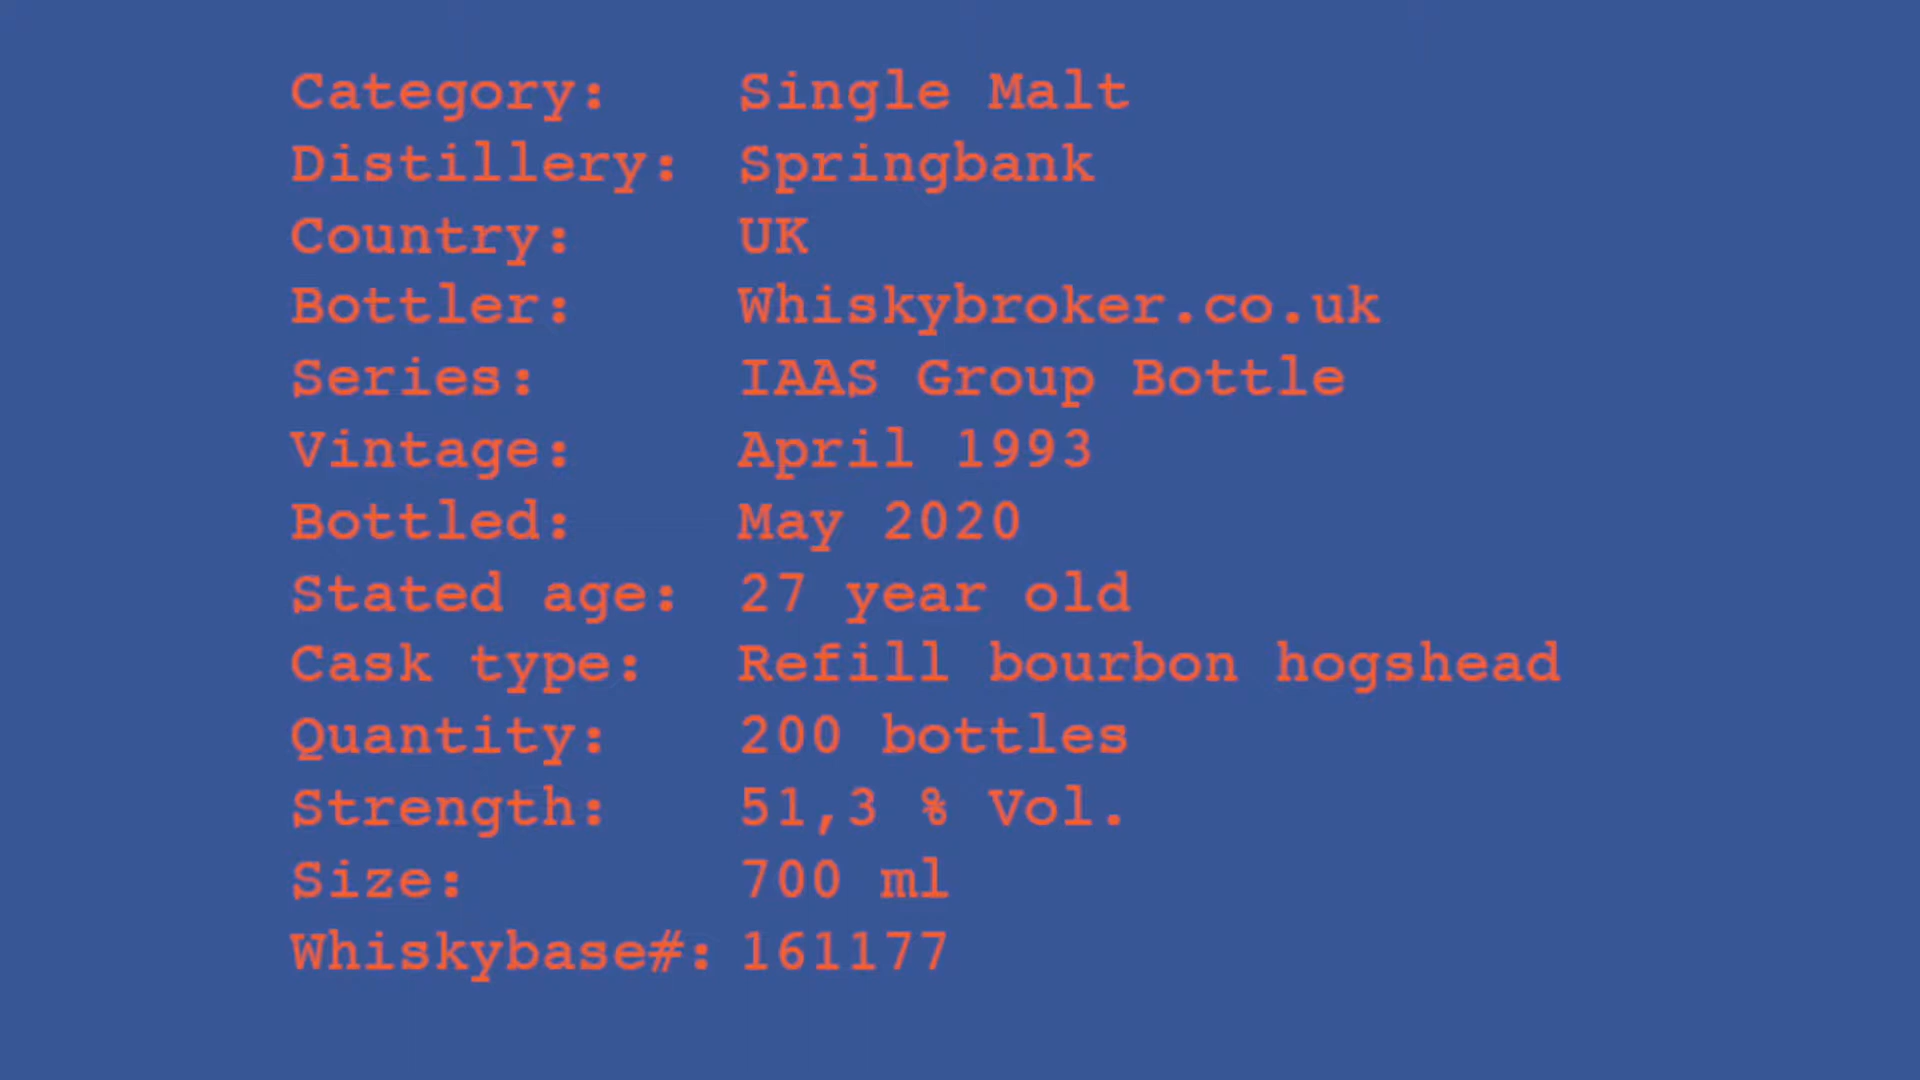 Category: Single Malt
Distillery: Springbank
Country: UK
Bottler: Whiskybroker.co.uk
Series: IAAS Group Bottle
Vintage: April 1993
Bottled: May 2020
Stated age: 27 year old
Cask type: Refill bourbon hogshead
Quantity: 200 bottles
Strength: 51,3 % Vol.
Size: 700 ml
Whiskybase#: 161177